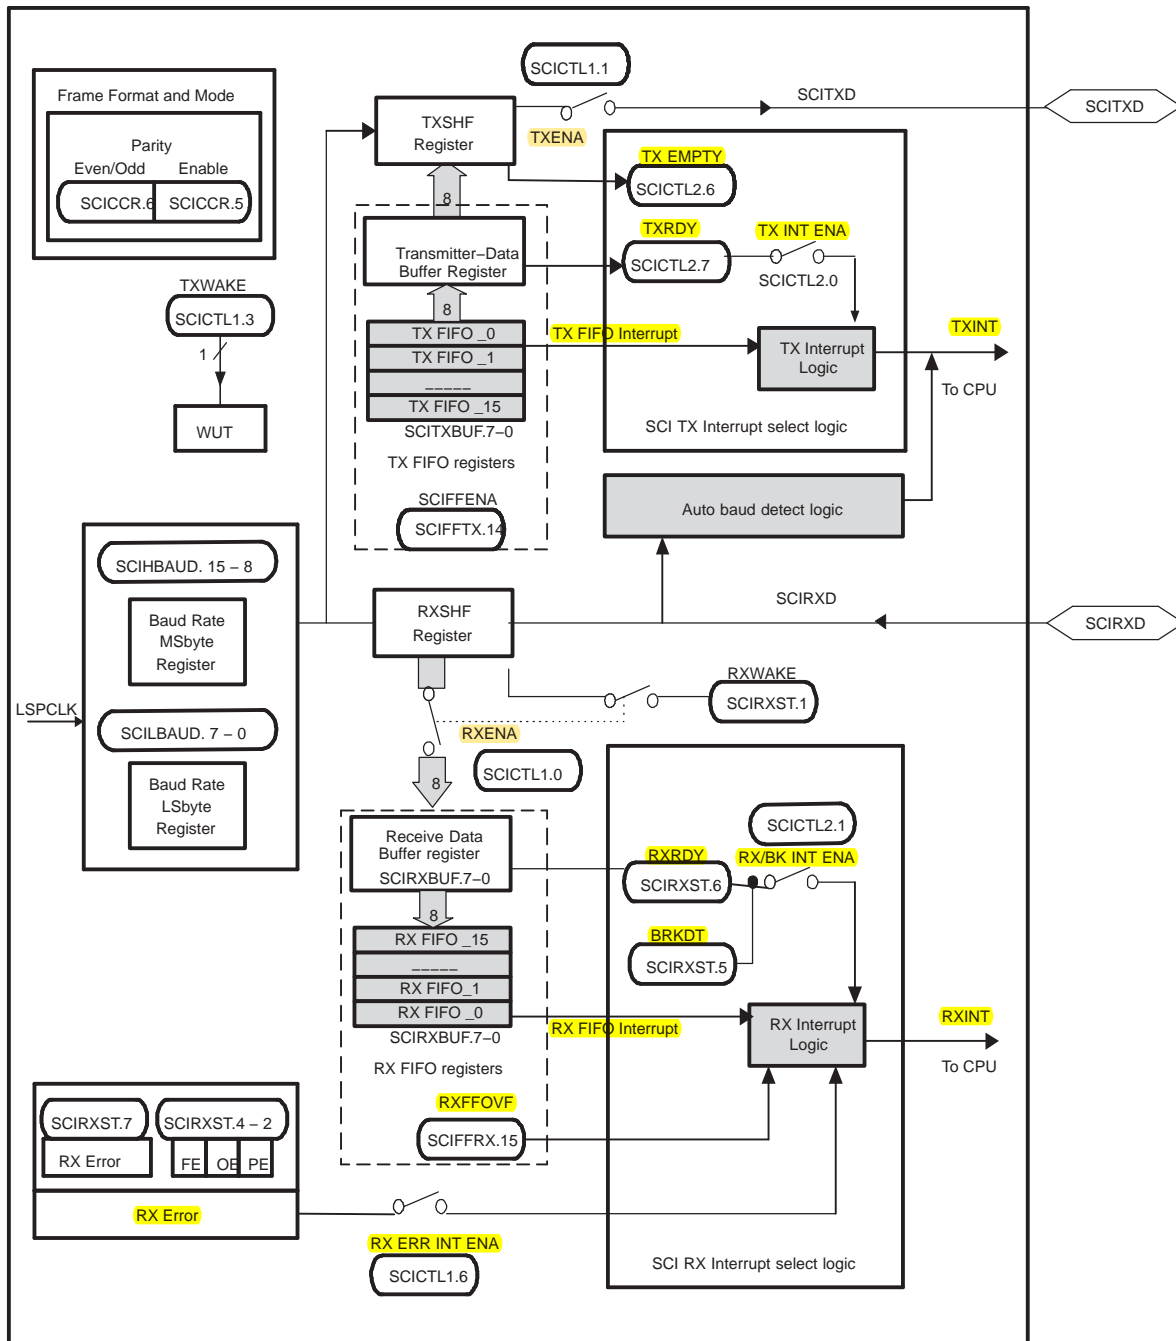 SCICTL1.1
Frame Format and Mode
Parity
Even/Odd Enable
SCICCR.6 SCICCR.5
TXSHF
Register
TXENA
SCITXD
SCITXD
TX EMPTY
SCICTL2.6
8
TXRDY
SCICTL2.7
TX INT ENA
SCICTL2.0
Transmitter–Data
Buffer Register
8
TXWAKE
SCICTL1.3
1
WUT
TX FIFO _0
TX FIFO _1
_____
TX FIFO _15
SCITXBUF.7–0
TX FIFO registers
SCIFFENA
SCIFFTX.14
TX FIFO Interrupt
TX Interrupt
Logic
TXINT
To CPU
SCI TX Interrupt select logic
Auto baud detect logic
SCIHBAUD. 15 – 8
Baud Rate
MSbyte
Register
LSPCLK
SCILBAUD. 7 – 0
Baud Rate
LSbyte
Register
RXSHF
Register
SCIRXD
SCIRXD
RXWAKE
SCIRXST.1
RXENA
SCICTL1.0
8
Receive Data
Buffer register
SCIRXBUF.7–0
8
RX FIFO _15
_____
RX FIFO_1
RX FIFO _0
SCIRXBUF.7–0
RX FIFO registers
SCICTL2.1
RXRDY
SCIRXST.6
RX/BK INT ENA
BRKDT
SCIRXST.5
RX FIFO Interrupt
RX Interrupt
Logic
RXINT
To CPU
RXFFOVF
SCIFFRX.15
SCIRXST.7 SCIRXST.4 – 2
RX Error FE OE PE
RX Error
RX ERR INT ENA
SCICTL1.6
SCI RX Interrupt select logic